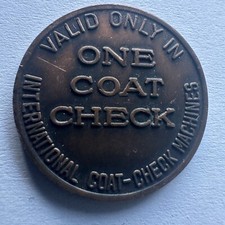 VALID ONLY IN
ONE
COAT
CHECK
INTERNATIONAL COAT-CHECK MACHINES